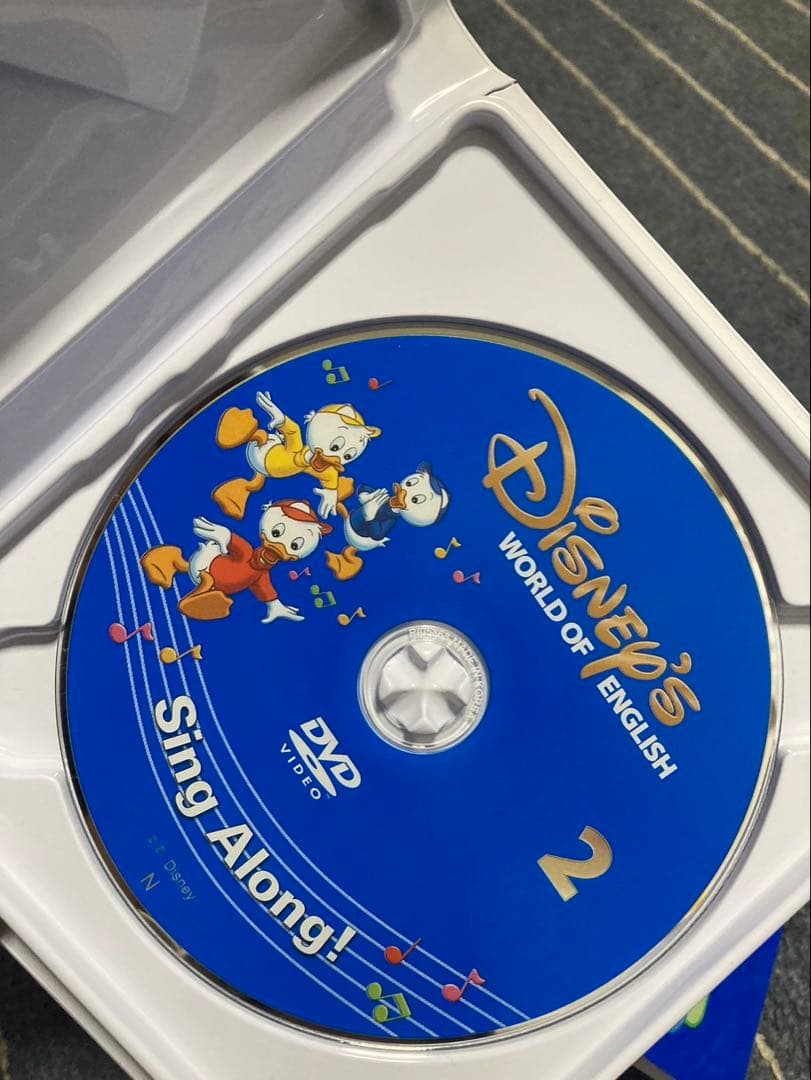 DISNEY'S
WORLD OF ENGLISH
2
DVD
VIDEO
Sing Along!
Disney
N